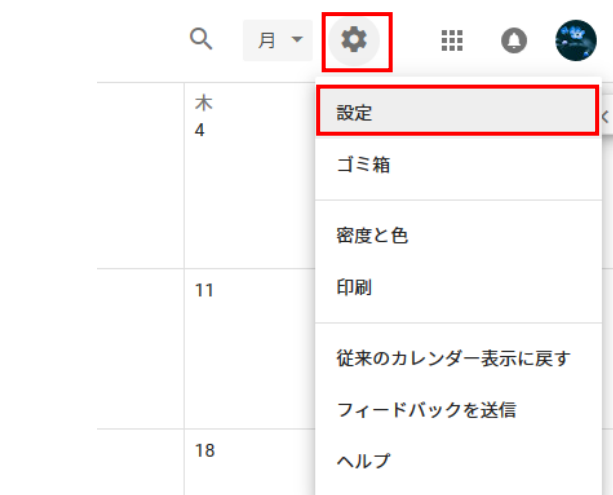 月
木
4
設定
ゴミ箱
密度と色
11
印刷
従来のカレンダー表示に戻す
フィードバックを送信
18
ヘルプ